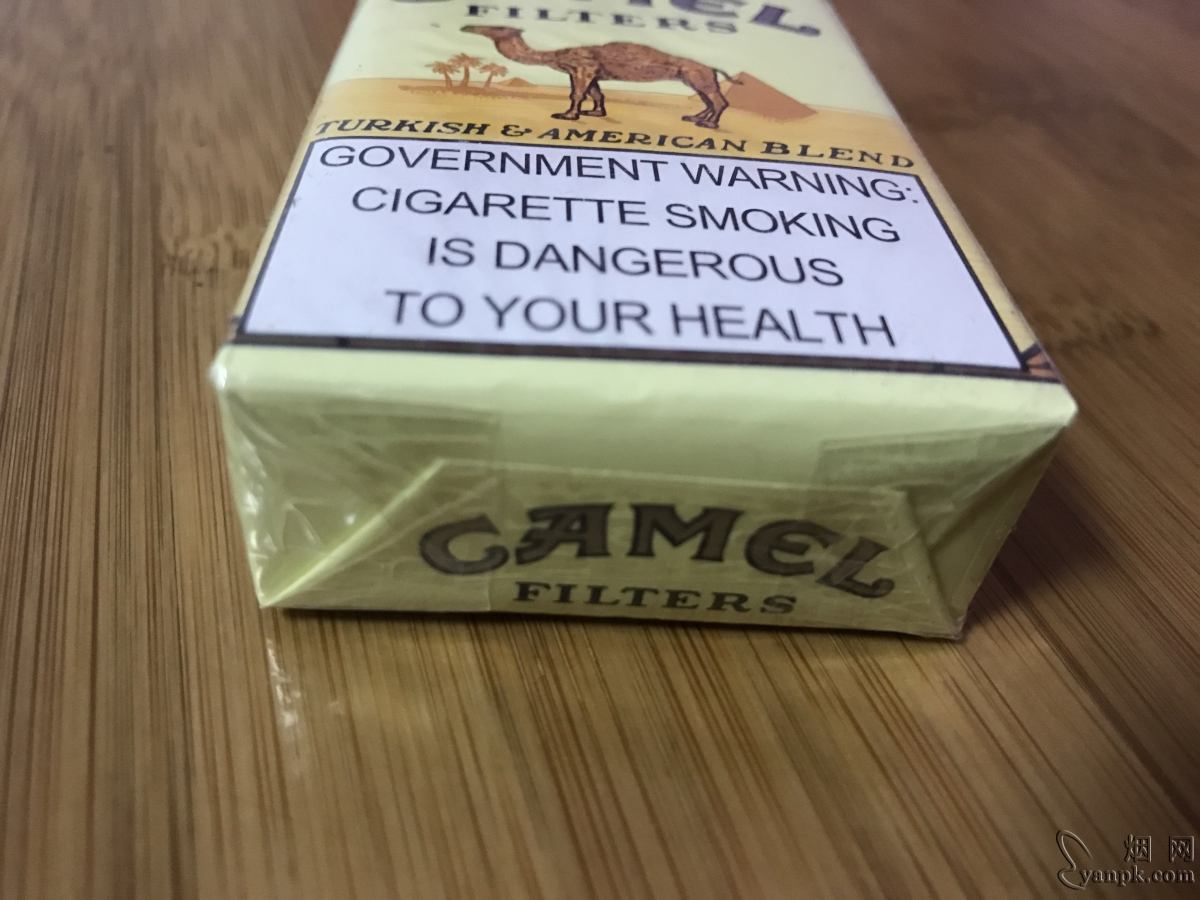 CAMEL
FILTERS
TURKISH & AMERICAN BLEND
GOVERNMENT WARNING:
CIGARETTE SMOKING
IS DANGEROUS
TO YOUR HEALTH
CAMEL
FILTERS
烟网
yanpk.com